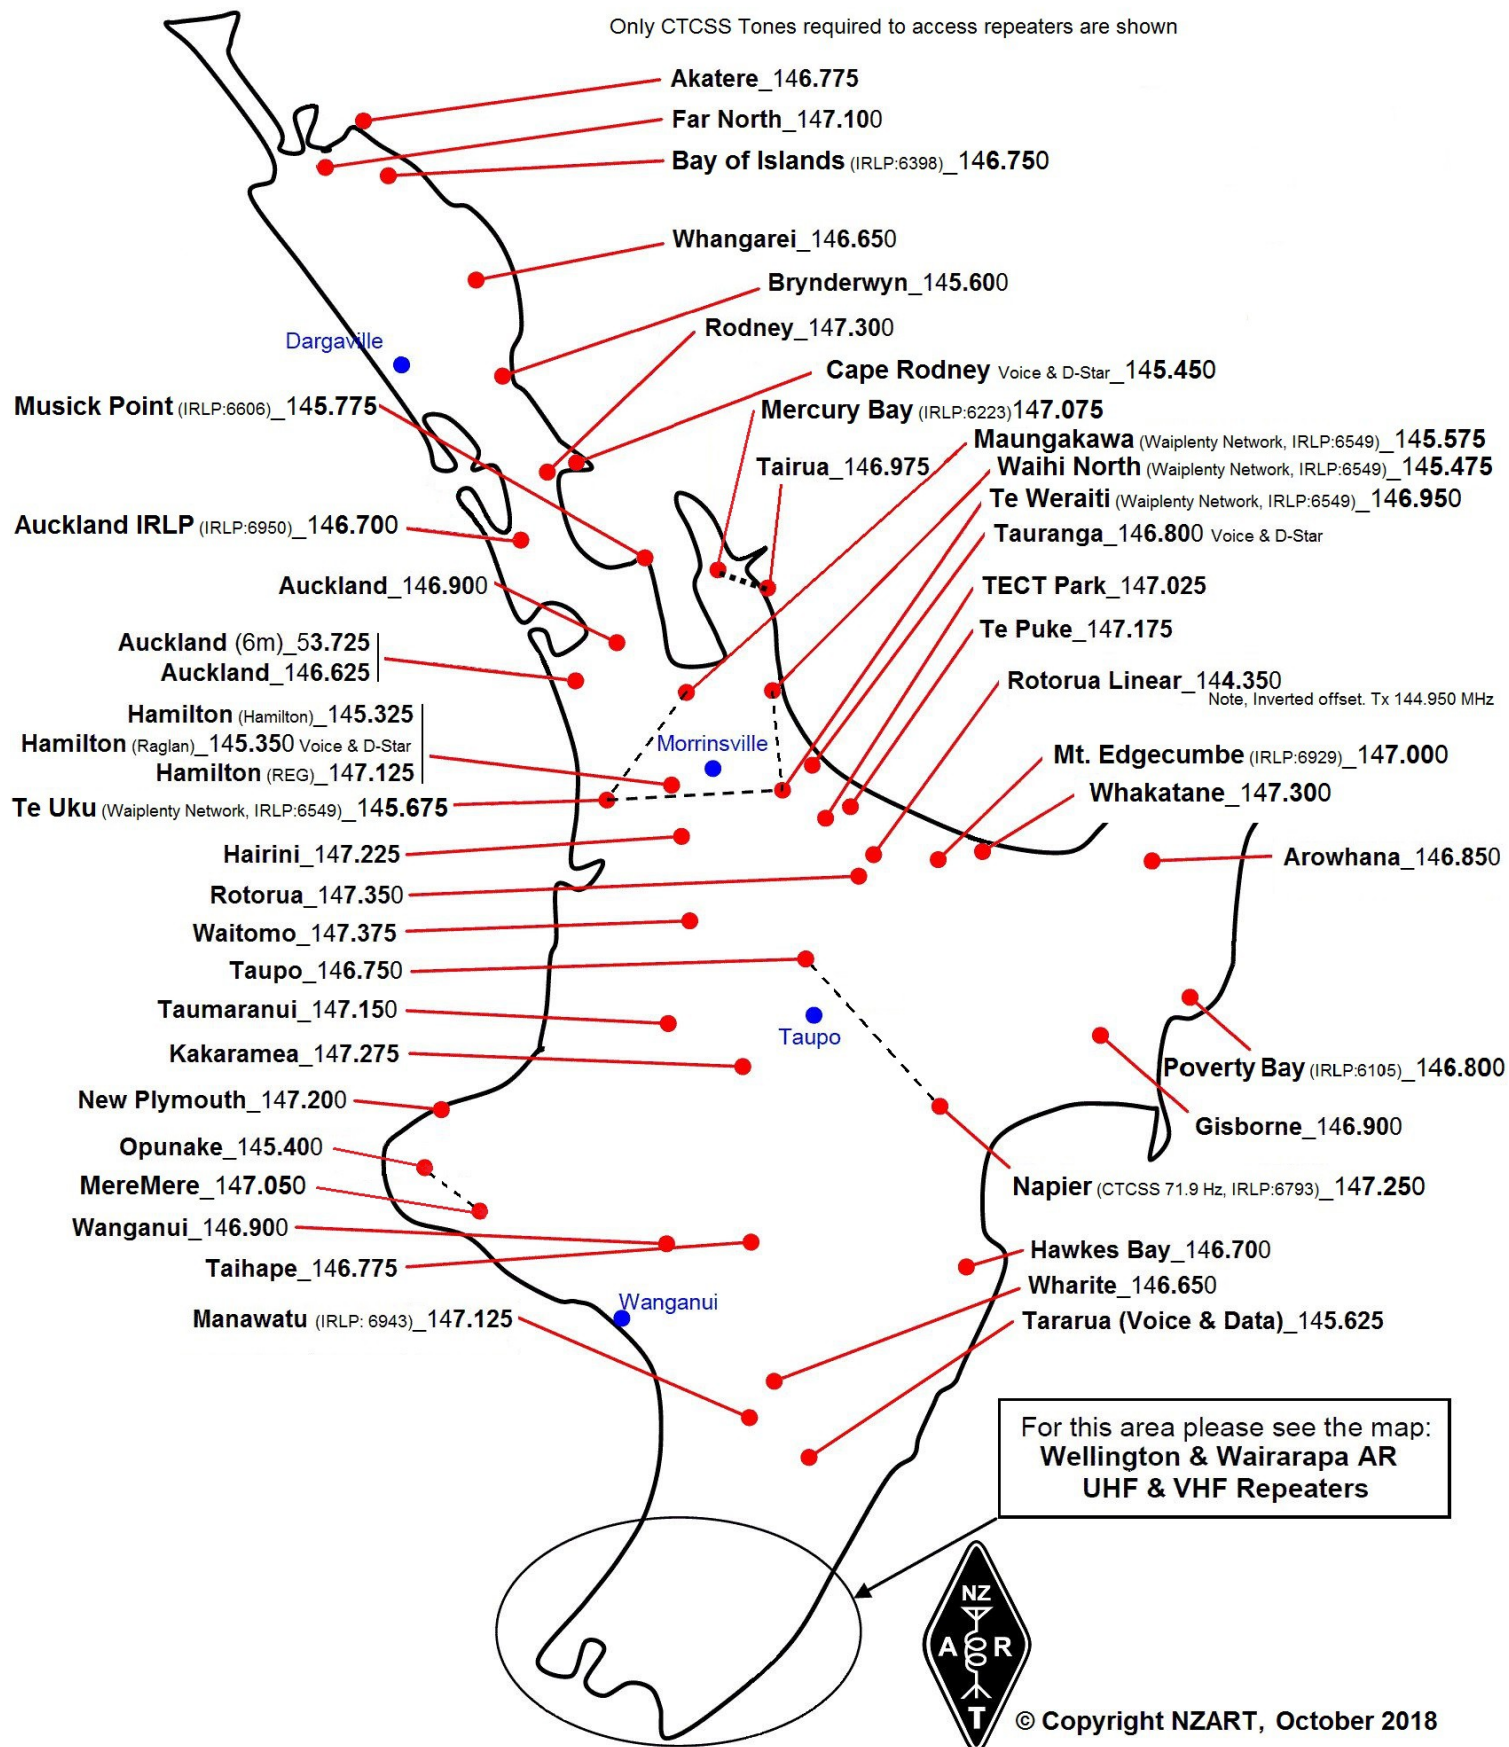 Only CTCSS Tones required to access repeaters are shown
Akatere_146.775
Far North_147.100
Bay of Islands (IRLP:6398)_146.750
Whangarei_146.650
Brynderwyn_145.600
Rodney_147.300
Dargaville
Cape Rodney Voice & D-Star_145.450
Musick Point (IRLP:6606)_145.775
Mercury Bay (IRLP:6223)147.075
Maungakawa (Waiplenty Network, IRLP:6549)_145.575
Tairua_146.975
Waihi North (Waiplenty Network, IRLP:6549)_145.475
Te Weraiti (Waiplenty Network, IRLP:6549)_146.950
Auckland IRLP (IRLP:6950)_146.700
Tauranga_146.800 Voice & D-Star
Auckland_146.900
TECT Park_147.025
Te Puke_147.175
Auckland (6m)_53.725
Auckland_146.625
Rotorua Linear_144.350
Note, Inverted offset. Tx 144.950 MHz
Hamilton (Hamilton)_145.325
Hamilton (Raglan)_145.350 Voice & D-Star
Hamilton (REG)_147.125
Morrinsville
Mt. Edgecumbe (IRLP:6929)_147.000
Whakatane_147.300
Te Uku (Waiplenty Network, IRLP:6549)_145.675
Hairini_147.225
Arowhana_146.850
Rotorua_147.350
Waitomo_147.375
Taupo_146.750
Taumaranui_147.150
Taupo
Kakaramea_147.275
Poverty Bay (IRLP:6105)_146.800
New Plymouth_147.200
Gisborne_146.900
Opunake_145.400
MereMere_147.050
Napier (CTCSS 71.9 Hz, IRLP:6793)_147.250
Wanganui_146.900
Hawkes Bay_146.700
Taihape_146.775
Wharite_146.650
Wanganui
Manawatu (IRLP: 6943)_147.125
Tararua (Voice & Data)_145.625
For this area please see the map:
Wellington & Wairarapa AR
UHF & VHF Repeaters
NZ
A R
T
© Copyright NZART, October 2018